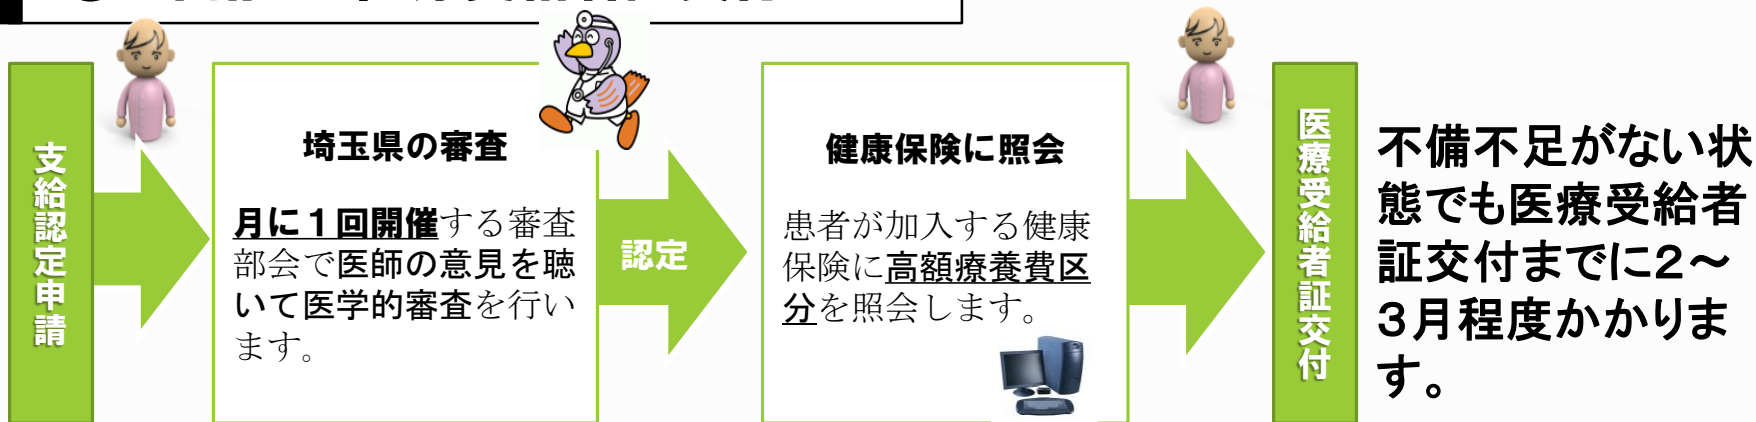 支給認定申請
埼玉県の審査
月に１回開催する審査
部会で医師の意見を聴
いて医学的審査を行い
ます。
認定
健康保険に照会
患者が加入する健康
保険に高額療養費区
分を照会します。
医療受給者証交付
不備不足がない状
態でも医療受給者
証交付までに２～
３月程度かかりま
す。